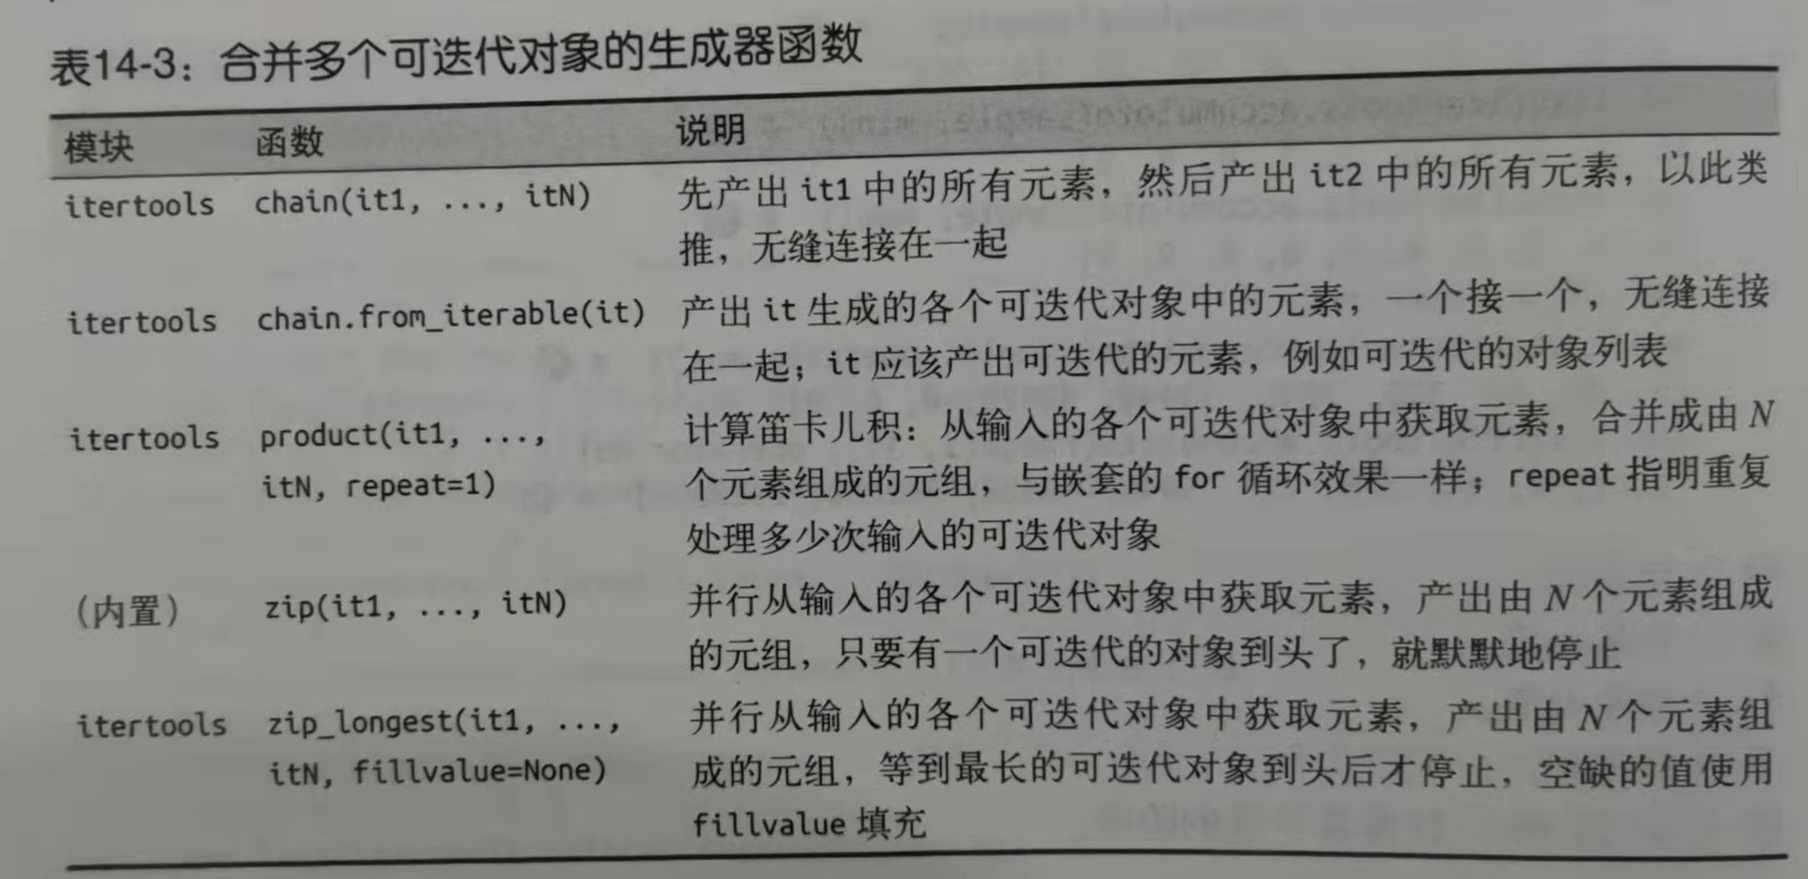 表14-3：合并多个可迭代对象的生成器函数
模块 函数 说明
itertools chain(it1, ..., itN) 先产出 it1 中的所有元素，然后产出 it2 中的所有元素，以此类
推，无缝连接在一起
itertools chain.from_iterable(it) 产出 it 生成的各个可迭代对象中的元素，一个接一个，无缝连接
在一起；it 应该产出可迭代的元素，例如可迭代的对象列表
itertools product(it1, ..., 计算笛卡儿积：从输入的各个可迭代对象中获取元素，合并成由 N
itN, repeat=1) 个元素组成的元组，与嵌套的 for 循环效果一样；repeat 指明重复
处理多少次输入的可迭代对象
（内置） zip(it1, ..., itN) 并行从输入的各个可迭代对象中获取元素，产出由 N 个元素组成
的元组，只要有一个可迭代的对象到头了，就默默地停止
itertools zip_longest(it1, ..., 并行从输入的各个可迭代对象中获取元素，产出由 N 个元素组
itN, fillvalue=None) 成的元组，等到最长的可迭代对象到头后才停止，空缺的值使用
fillvalue 填充